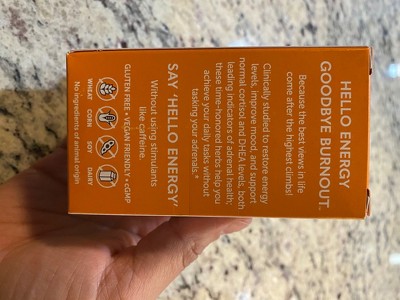 HELLO ENERGY
GOODBYE BURNOUT™
Because the best views in life
come after the highest climbs!
Clinically studied to restore energy
levels, improve mood, and support
normal cortisol and DHEA levels, both
leading indicators of adrenal health;
these time-honored herbs help you
achieve your daily tasks without
tasking your adrenals.*
SAY 'HELLO ENERGY'
Without using stimulants
like caffeine.
GLUTEN FREE • VEGAN FRIENDLY • cGMP
WHEAT CORN SOY DAIRY
No ingredients of animal origin